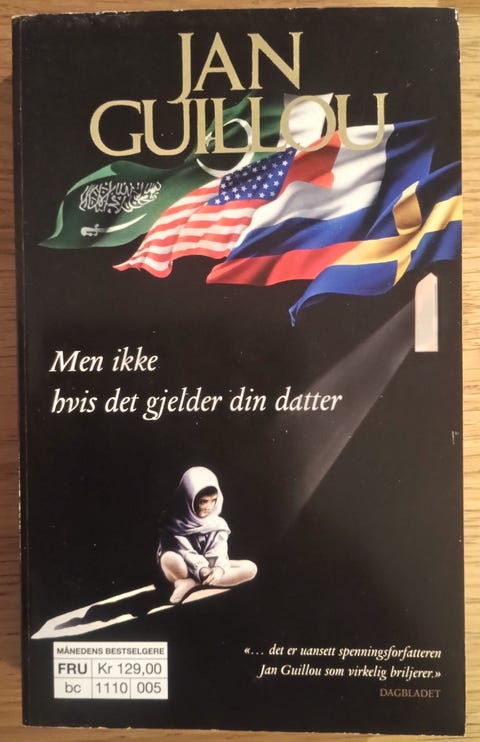 JAN
GUILLOU
Men ikke
hvis det gjelder din datter
MÅNEDENS BESTSELGERE
FRU Kr 129,00
bc 1110 005
«… det er uansett spenningsforfatteren
Jan Guillou som virkelig briljerer.»
DAGBLADET